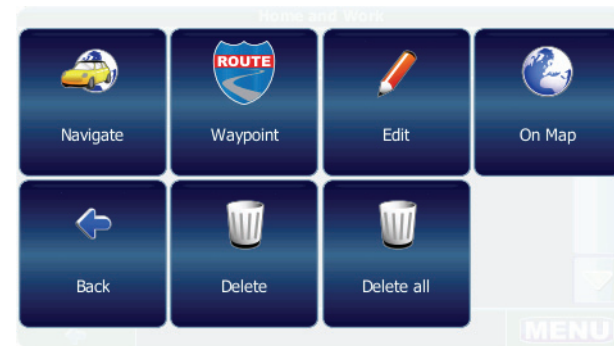 Home and Work
ROUTE
Navigate Waypoint Edit On Map
Back Delete Delete all
MENU